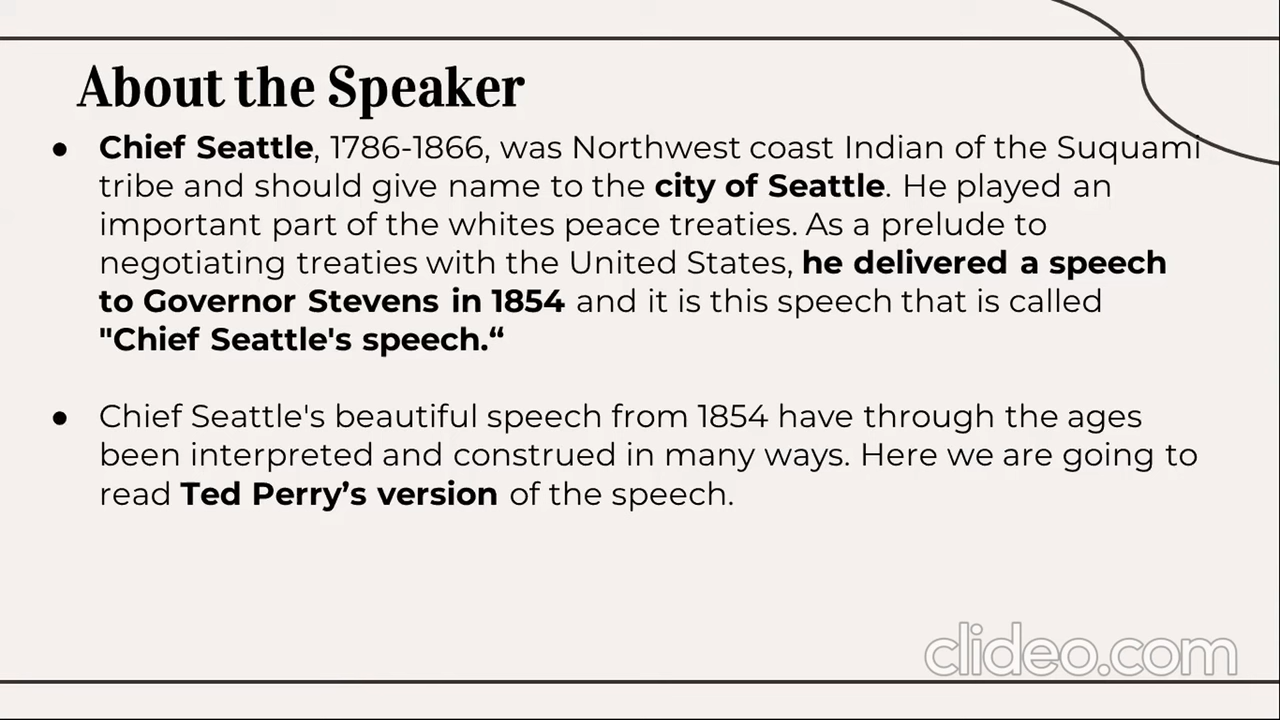 About the Speaker
● Chief Seattle, 1786-1866, was Northwest coast Indian of the Suquami
tribe and should give name to the city of Seattle. He played an
important part of the whites peace treaties. As a prelude to
negotiating treaties with the United States, he delivered a speech
to Governor Stevens in 1854 and it is this speech that is called
"Chief Seattle's speech.“
● Chief Seattle's beautiful speech from 1854 have through the ages
been interpreted and construed in many ways. Here we are going to
read Ted Perry’s version of the speech.
clideo.com